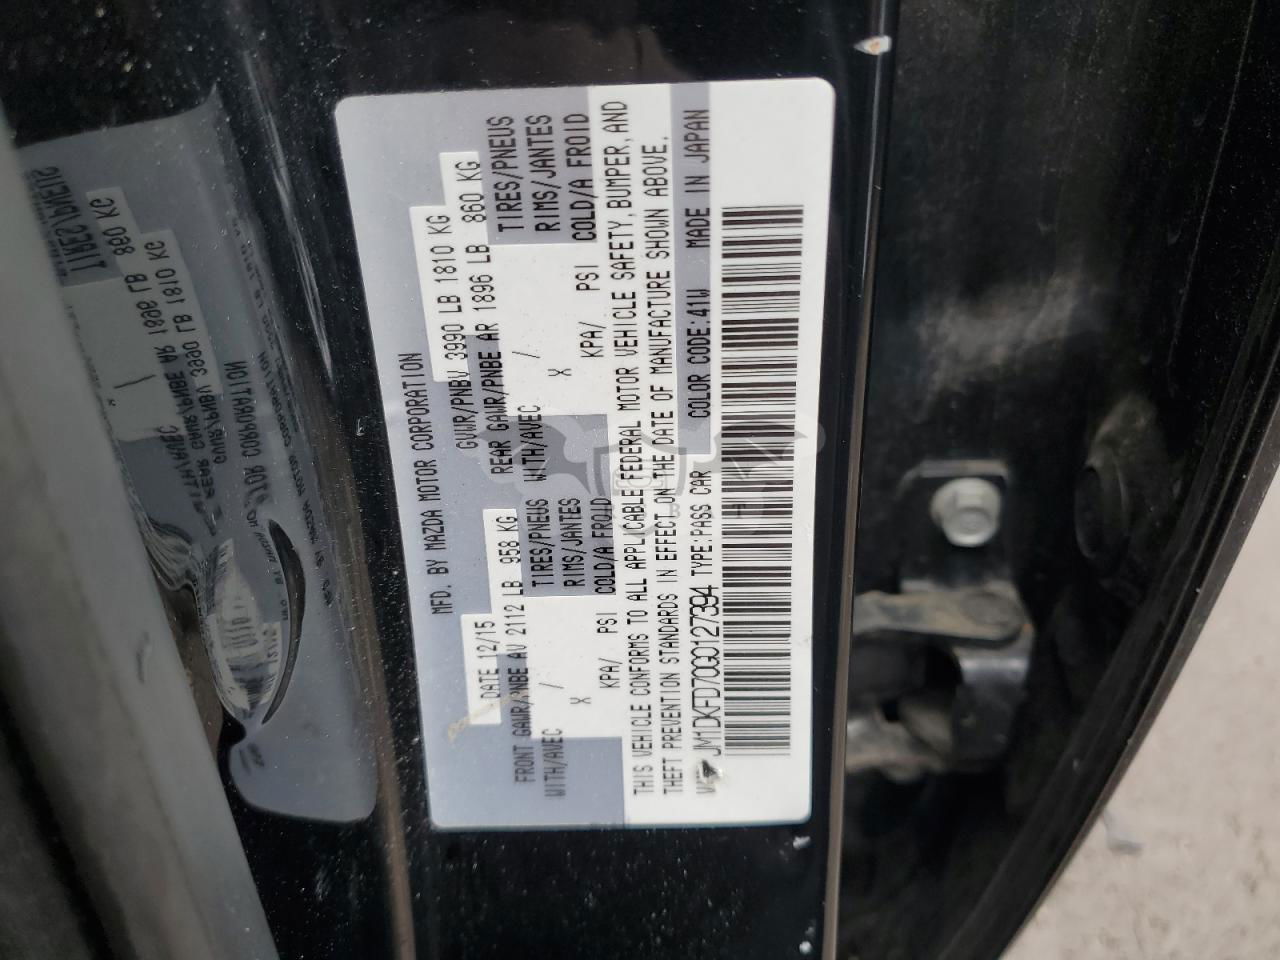 MFD. BY MAZDA MOTOR CORPORATION
DATE 12/15 GVWR/PNBV 3990 LB 1810 KG
FRONT GAWR/PNBE AV 2112 LB 958 KG REAR GAWR/PNBE AR 1896 LB 860 KG
WITH/AVEC TIRES/PNEUS WITH/AVEC TIRES/PNEUS
X / RIMS/JANTES X / RIMS/JANTES
KPA/ PSI COLD/A FROID KPA/ PSI COLD/A FROID
THIS VEHICLE CONFORMS TO ALL APPLICABLE FEDERAL MOTOR VEHICLE SAFETY, BUMPER, AND
THEFT PREVENTION STANDARDS IN EFFECT ON THE DATE OF MANUFACTURE SHOWN ABOVE.
JM1DKFD70G0127394 TYPE:PASS CAR COLOR CODE:41W MADE IN JAPAN